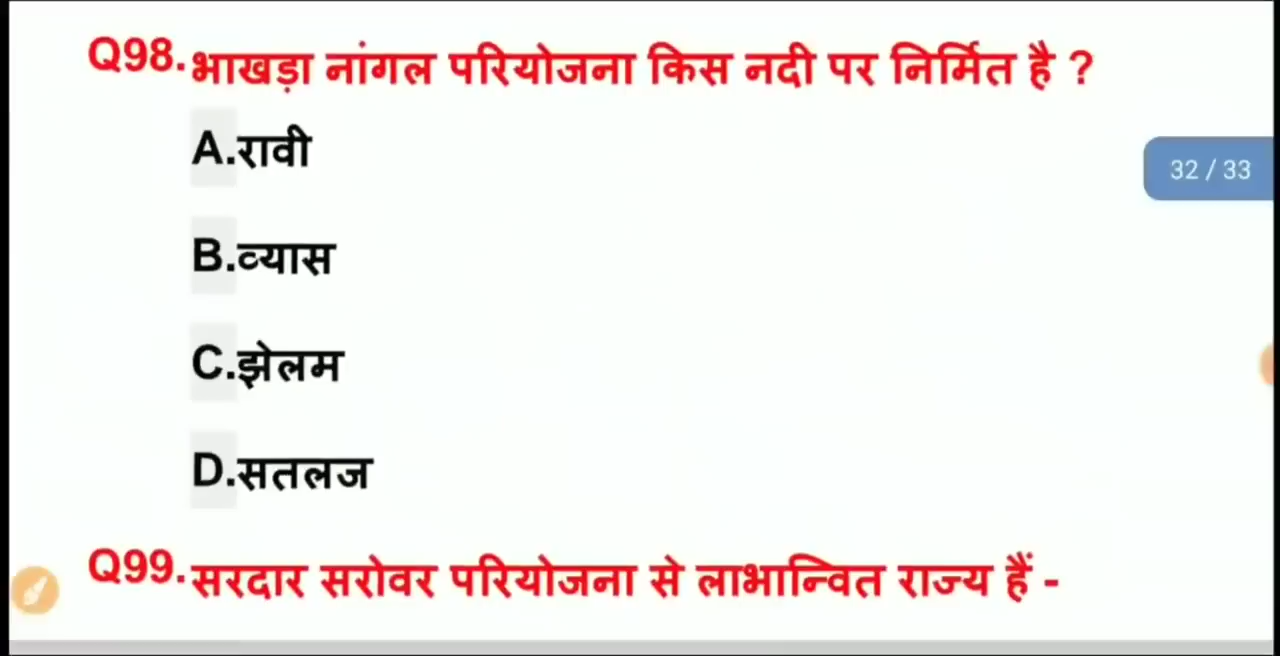 Q98. भाखड़ा नांगल परियोजना किस नदी पर निर्मित है ?
A.रावी
32 / 33
B.व्यास
C.झेलम
D.सतलज
Q99. सरदार सरोवर परियोजना से लाभान्वित राज्य हैं -